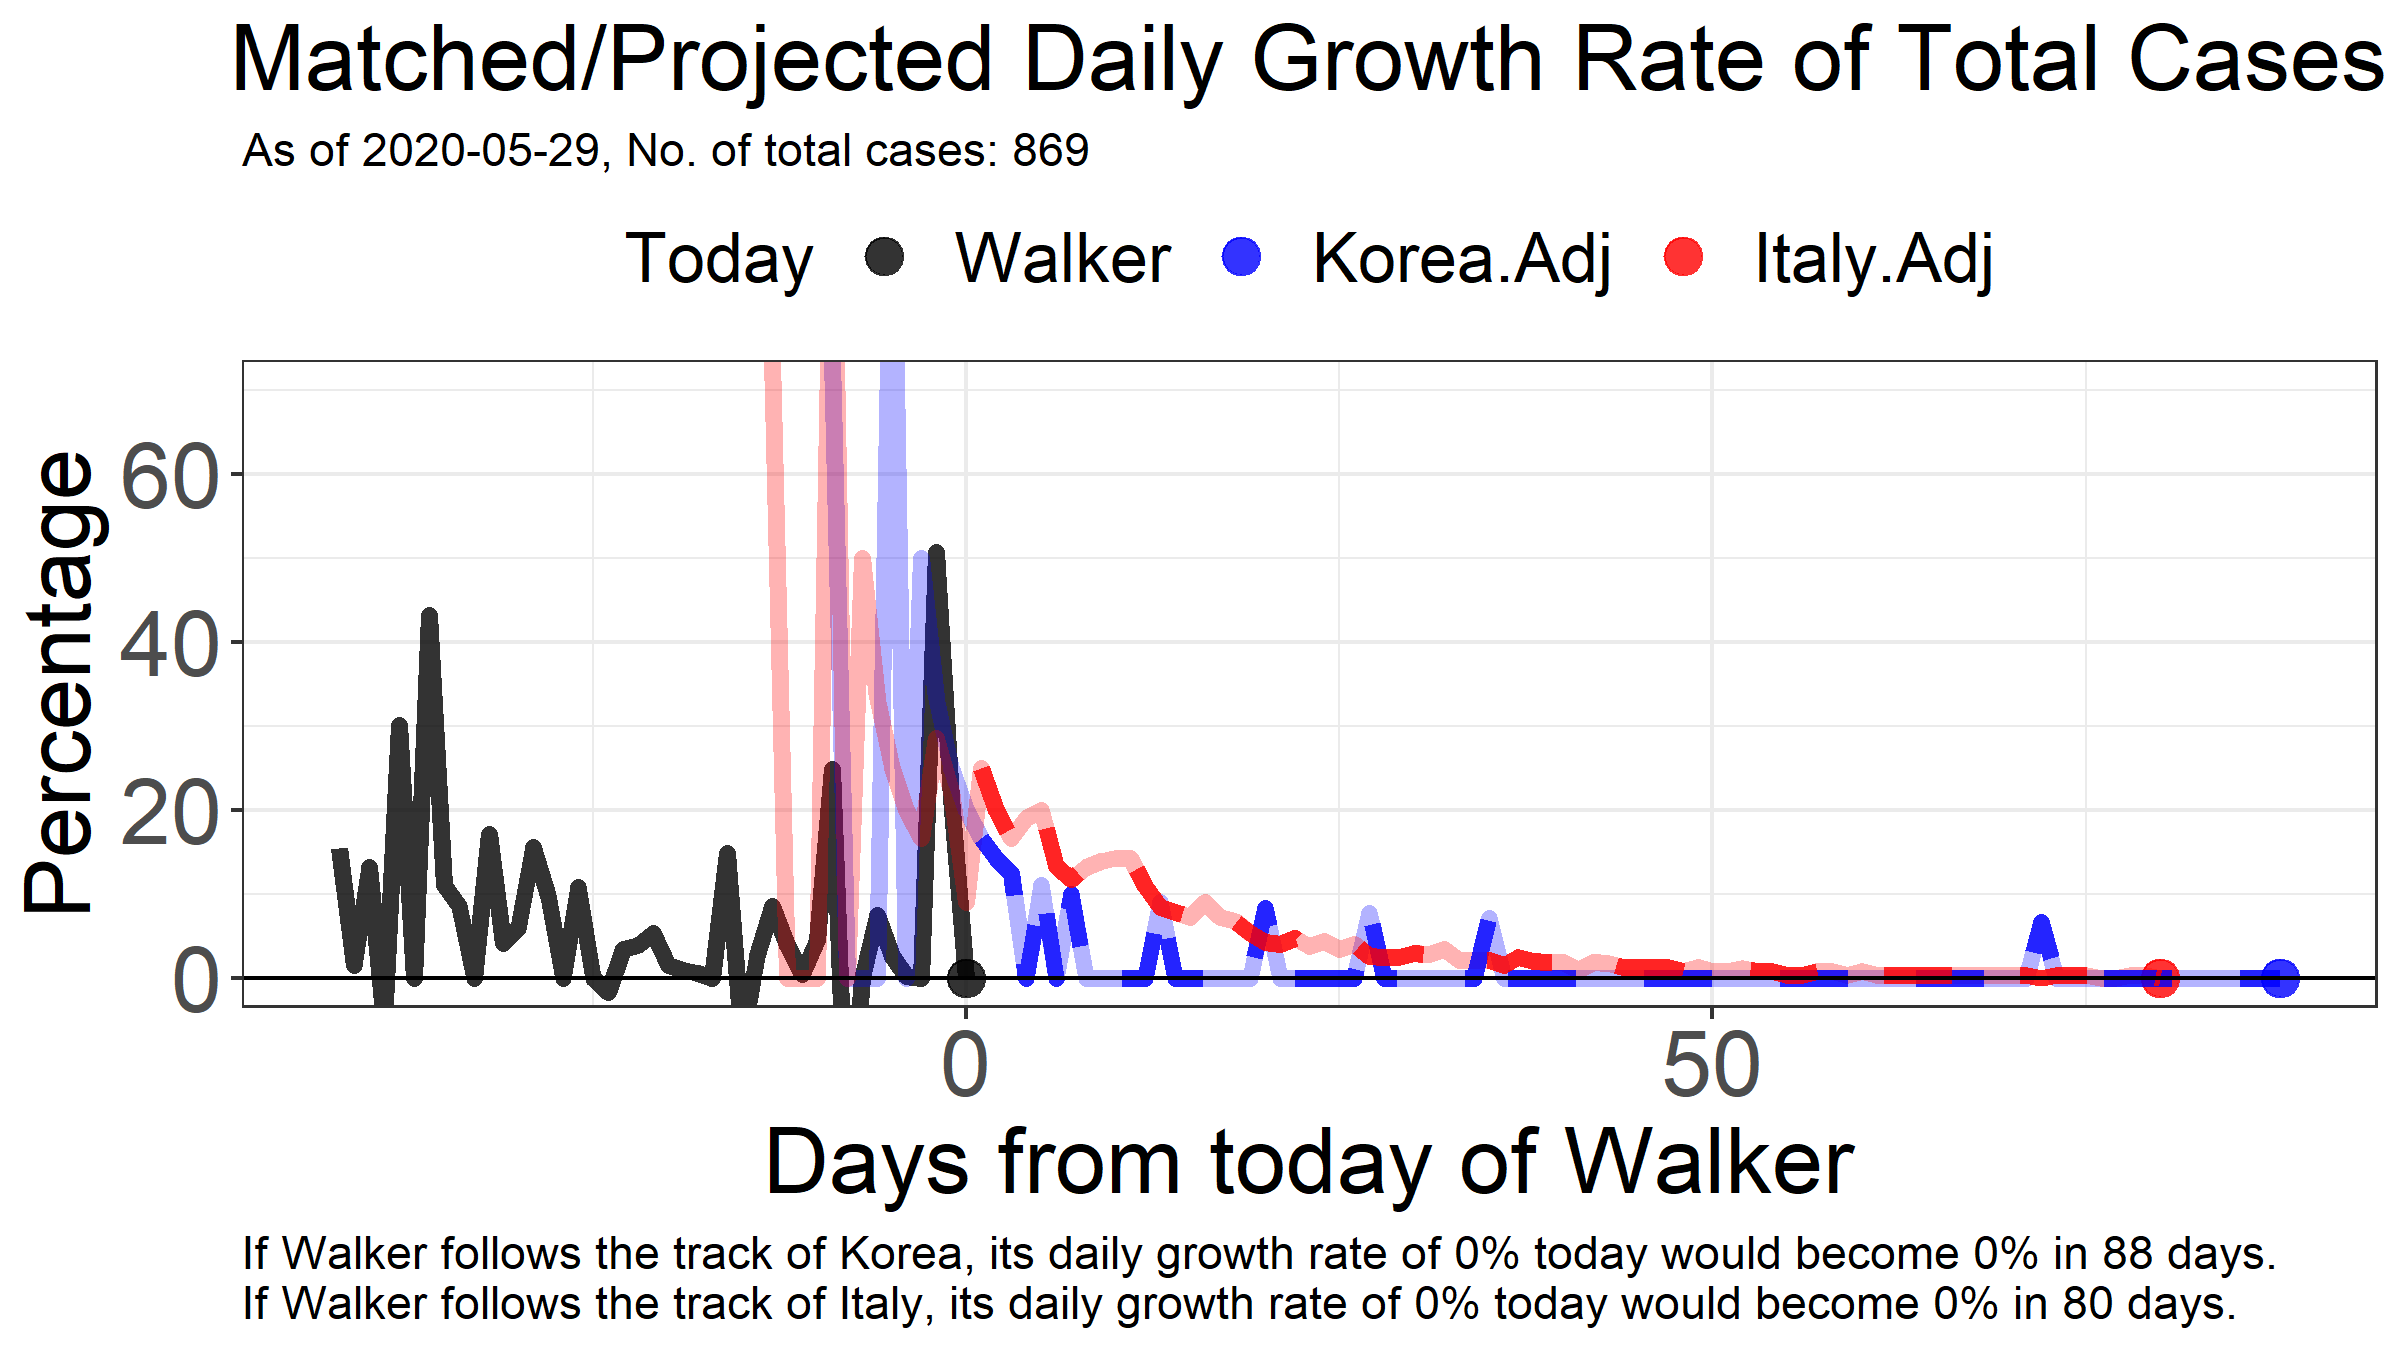 Matched/Projected Daily Growth Rate of Total Cases
As of 2020-05-29, No. of total cases: 869
Today Walker Korea.Adj Italy.Adj
Percentage
60
40
20
0
0 50
Days from today of Walker
If Walker follows the track of Korea, its daily growth rate of 0% today would become 0% in 88 days.
If Walker follows the track of Italy, its daily growth rate of 0% today would become 0% in 80 days.